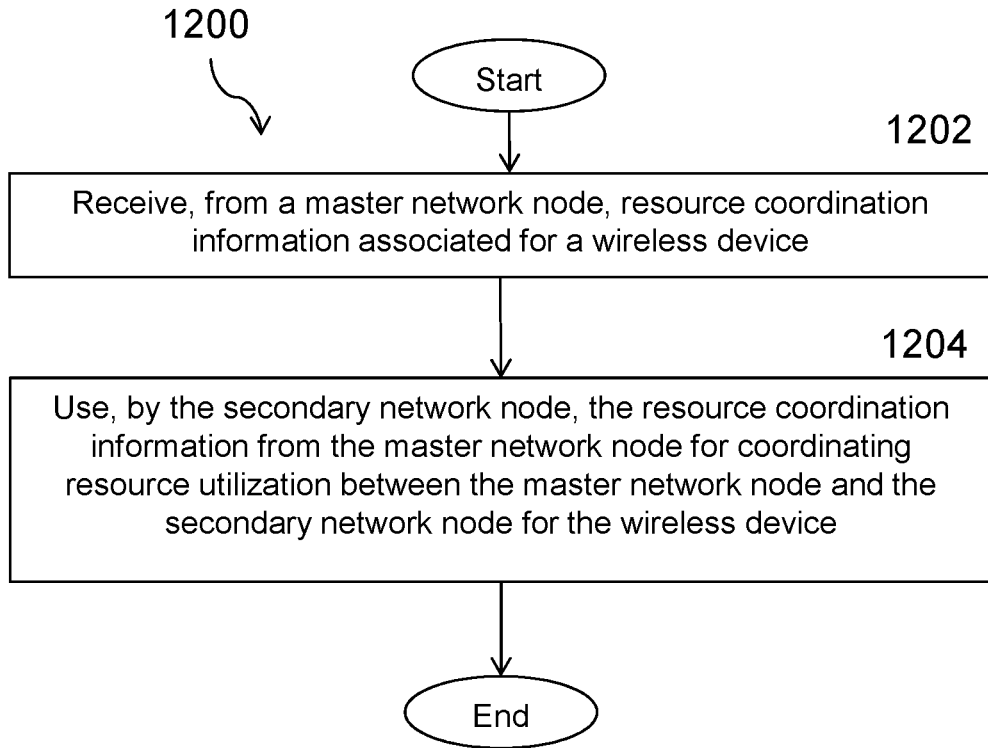 1200
Start
1202
Receive, from a master network node, resource coordination
information associated for a wireless device
1204
Use, by the secondary network node, the resource coordination
information from the master network node for coordinating
resource utilization between the master network node and the
secondary network node for the wireless device
End